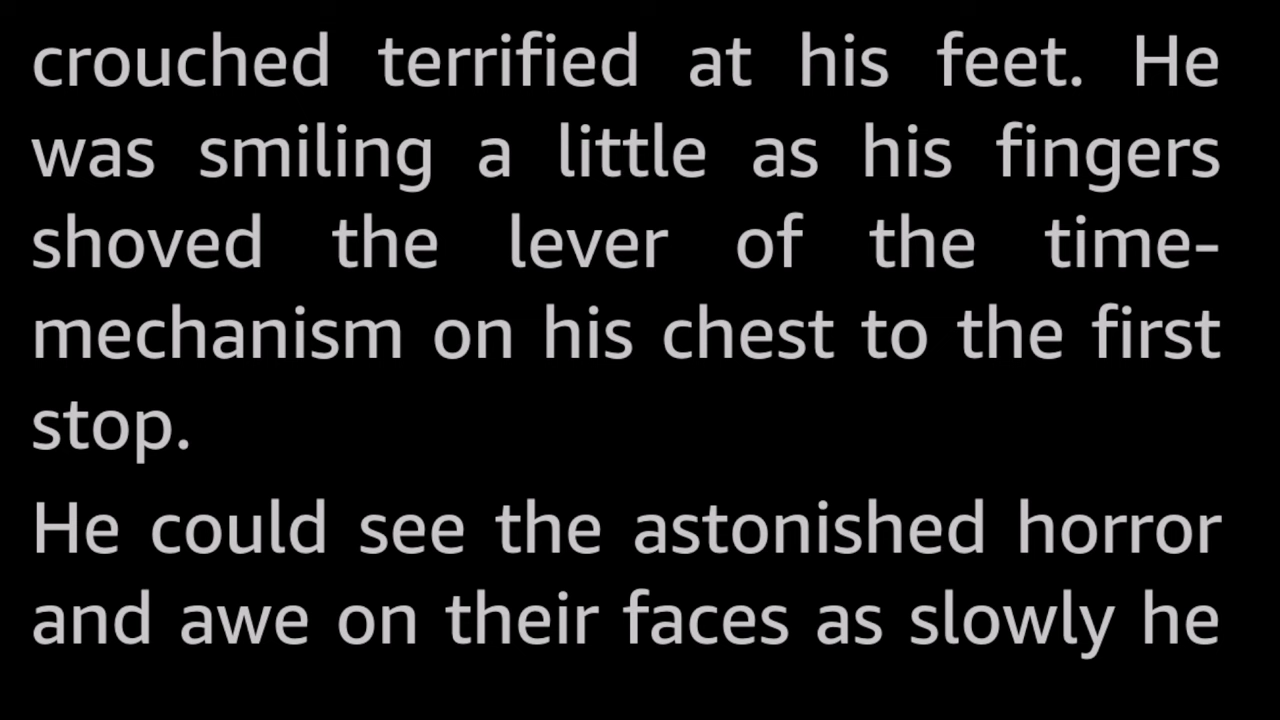 crouched terrified at his feet. He
was smiling a little as his fingers
shoved the lever of the time-
mechanism on his chest to the first
stop.
He could see the astonished horror
and awe on their faces as slowly he